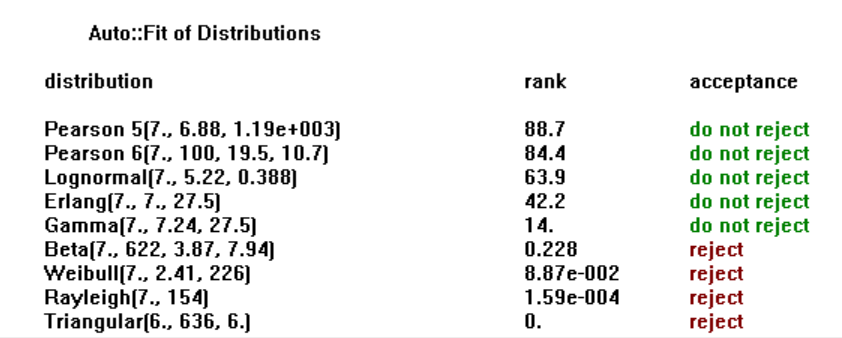 Auto::Fit of Distributions
distribution rank acceptance
Pearson 5(7., 6.88, 1.19e+003) 88.7 do not reject
Pearson 6(7., 100, 19.5, 10.7) 84.4 do not reject
Lognormal(7., 5.22, 0.388) 63.9 do not reject
Erlang(7., 7., 27.5) 42.2 do not reject
Gamma(7., 7.24, 27.5) 14. do not reject
Beta(7., 622, 3.87, 7.94) 0.228 reject
Weibull(7., 2.41, 226) 8.87e-002 reject
Rayleigh(7., 154) 1.59e-004 reject
Triangular(6., 636, 6.) 0. reject